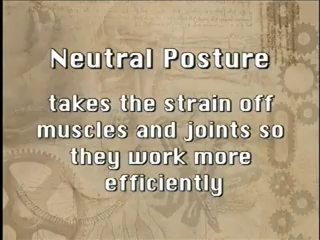 Neutral Posture
takes the strain off
muscles and joints so
they work more
efficiently